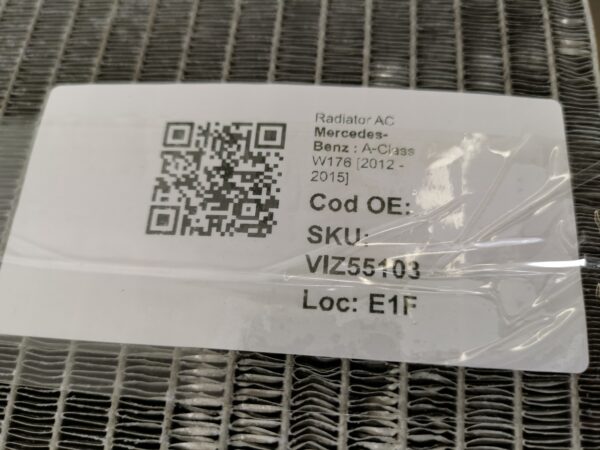 Radiator AC
Mercedes-
Benz : A-Class
W176 [2012 -
2015]
Cod OE:
SKU:
VIZ55103
Loc: E1F